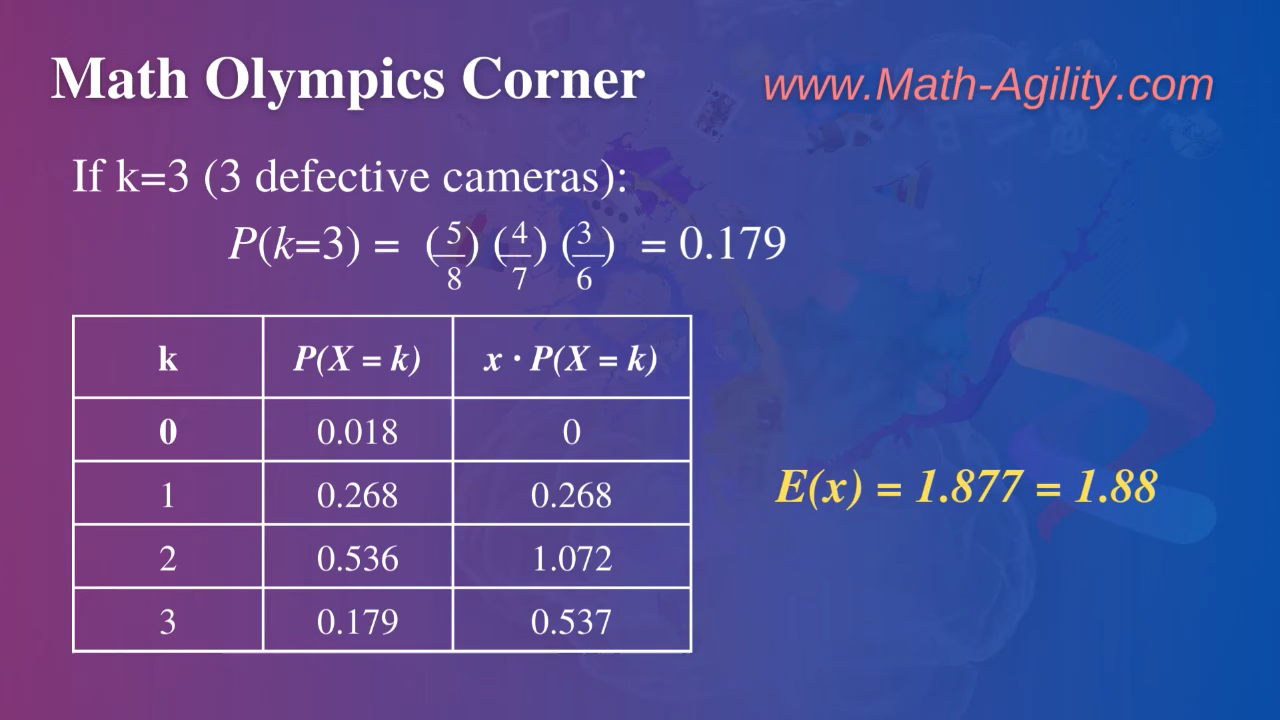 Math Olympics Corner
www.Math-Agility.com
If k=3 (3 defective cameras):
P(k=3) = (5/8) (4/7) (3/6) = 0.179
k P(X = k) x · P(X = k)
0 0.018 0
1 0.268 0.268
2 0.536 1.072
3 0.179 0.537
E(x) = 1.877 = 1.88